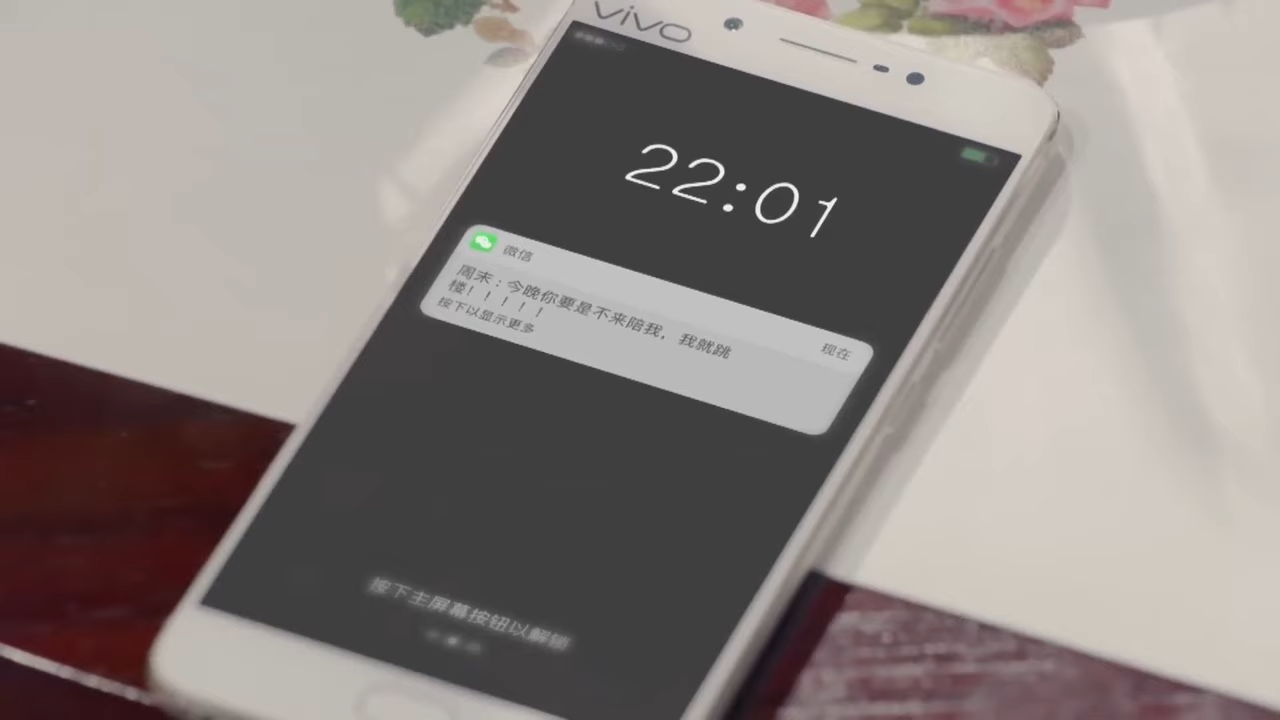 vivo
22:01
微信
现在
周末：今晚你要是不来陪我，我就跳
楼！！！！！
按下以显示更多
按下主屏幕按钮以解锁